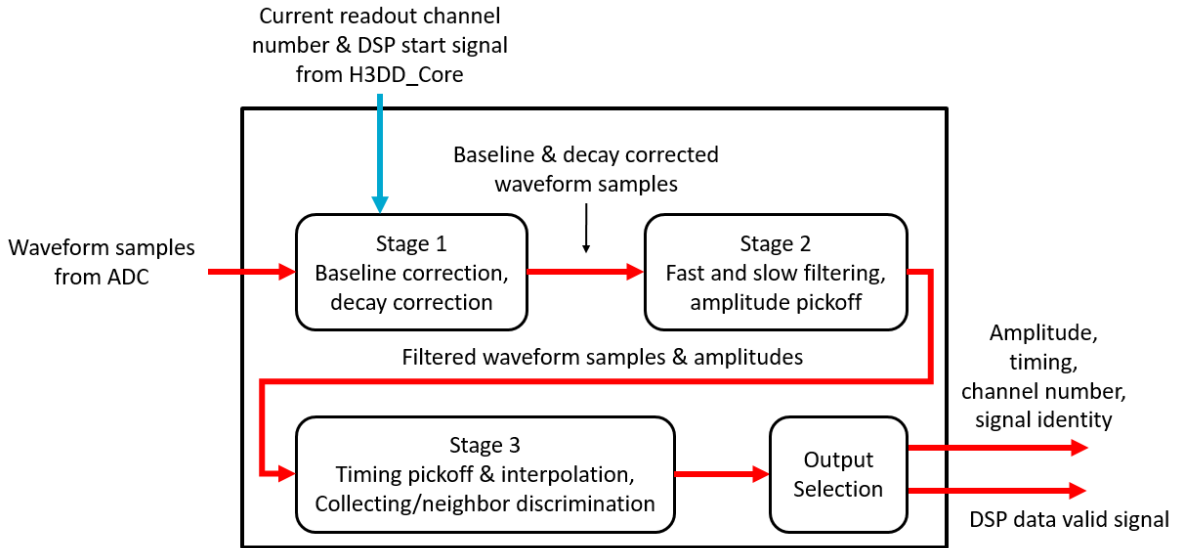 Current readout channel
number & DSP start signal
from H3DD_Core
Baseline & decay corrected
waveform samples
Waveform samples
from ADC
Stage 1
Baseline correction,
decay correction
Stage 2
Fast and slow filtering,
amplitude pickoff
Filtered waveform samples & amplitudes
Stage 3
Timing pickoff & interpolation,
Collecting/neighbor discrimination
Output
Selection
Amplitude,
timing,
channel number,
signal identity
DSP data valid signal